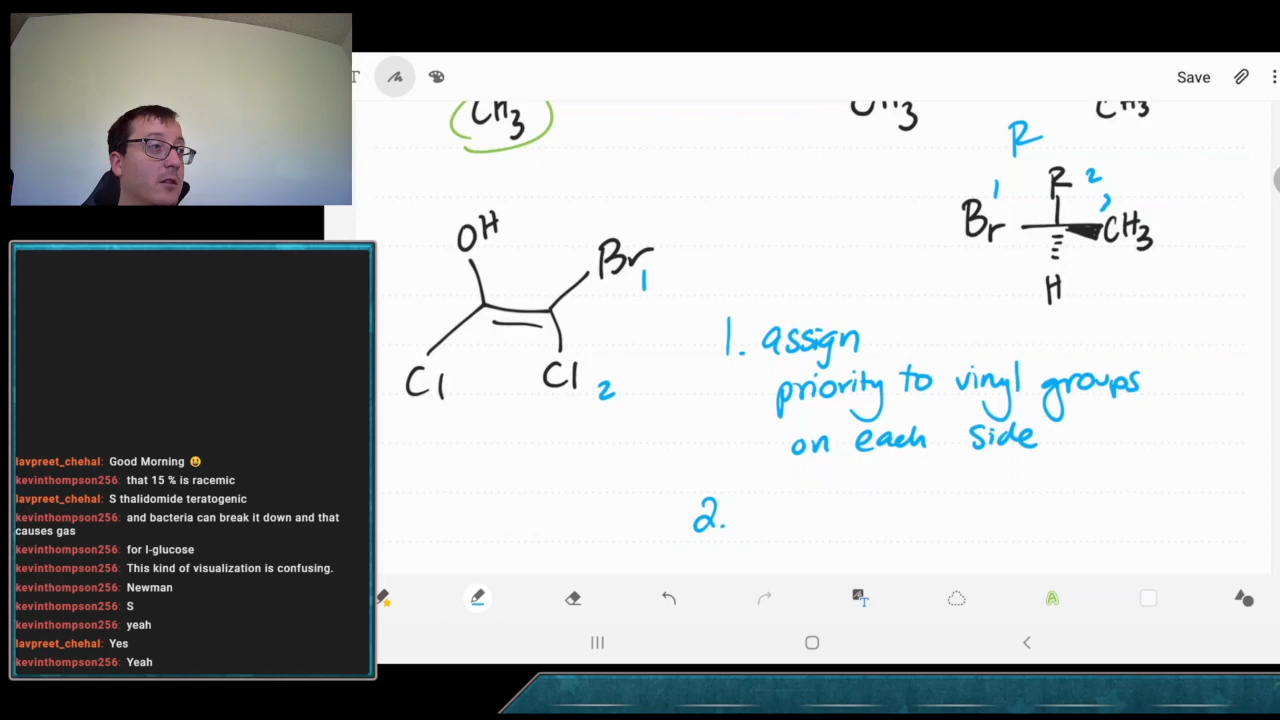 T
Save
CH3
CH3
CH3
R
1
R
2
3
Br
CH3
H
OH
Br
1
Cl
Cl
2
1. assign
priority to vinyl groups
on each side
2.
lavpreet_chehal: Good Morning 😃
kevinthompson256: that 15 % is racemic
lavpreet_chehal: S thalidomide teratogenic
kevinthompson256: and bacteria can break it down and that
causes gas
kevinthompson256: for l-glucose
kevinthompson256: This kind of visualization is confusing.
kevinthompson256: Newman
kevinthompson256: S
kevinthompson256: yeah
lavpreet_chehal: Yes
kevinthompson256: Yeah
T
A